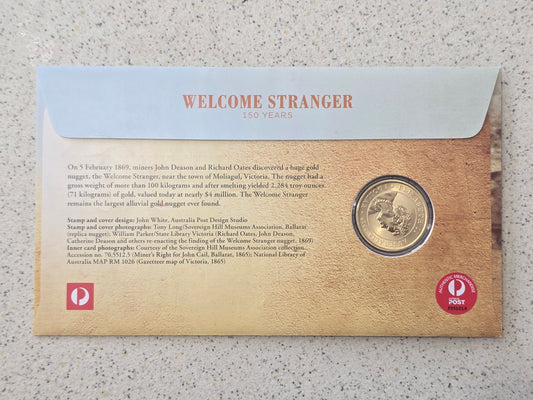 WELCOME STRANGER
150 YEARS
On 5 February 1869, miners John Deason and Richard Oates discovered a huge gold
nugget, the Welcome Stranger, near the town of Moliagul, Victoria. The nugget had a
gross weight of more than 100 kilograms and after smelting yielded 2,284 troy ounces
(71 kilograms) of gold, valued today at nearly $4 million. The Welcome Stranger
remains the largest alluvial gold nugget ever found.
Stamp and cover design: John White, Australia Post Design Studio
Stamp and cover photographs: Tony Long/Sovereign Hill Museums Association, Ballarat
(replica nugget); William Parker/State Library Victoria (Richard Oates, John Deason,
Catherine Deason and others re-enacting the finding of the Welcome Stranger nugget, 1869)
Inner card photographs: Courtesy of the Sovereign Hill Museums Association collection.
Accession no. 70.5512.5 (Miner's Right for John Cail, Ballarat, 1865); National Library of
Australia MAP RM 1026 (Gazetteer map of Victoria, 1865)
AUTHENTIC MERCHANDISE
POST